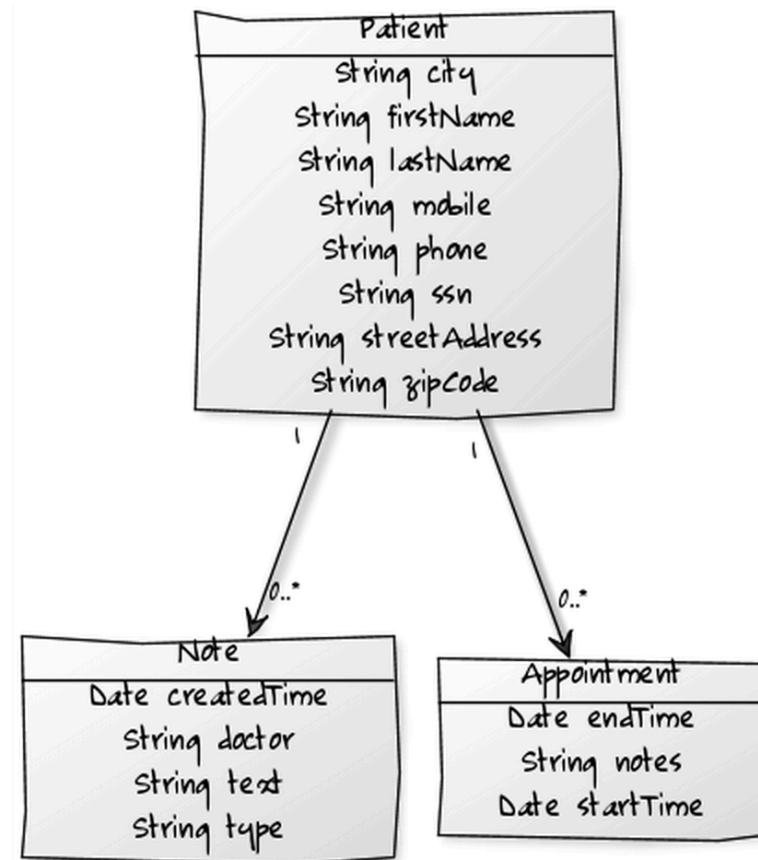 Patient
String city
String firstName
String lastName
String mobile
String phone
String ssn
String streetAddress
String zipCode
1
1
0..*
0..*
Note
Date createdTime
String doctor
String text
String type
Appointment
Date endTime
String notes
Date startTime